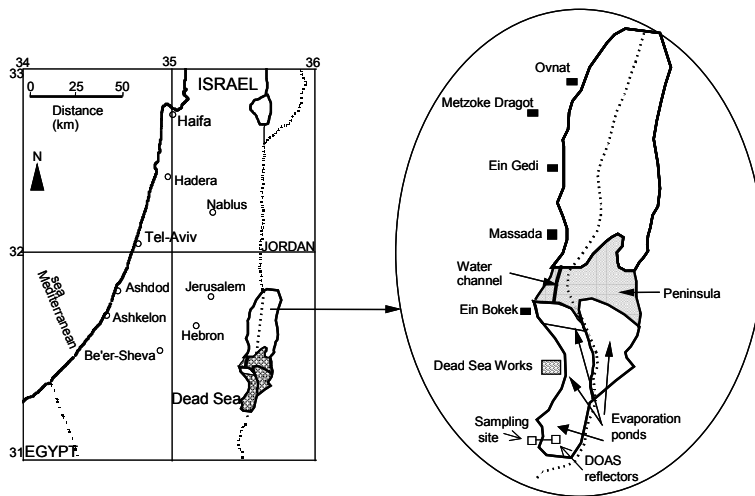 34
35
36
33
ISRAEL
0
25
50
Distance
(km)
Haifa
N
Hadera
Nablus
Tel-Aviv
32
JORDAN
Mediterranean
sea
Ashdod
Jerusalem
Ashkelon
Hebron
Be'er-Sheva
Dead Sea
31
EGYPT
Ovnat
Metzoke Dragot
Ein Gedi
Massada
Water
channel
Peninsula
Ein Bokek
Dead Sea Works
Evaporation
ponds
Sampling
site
DOAS
reflectors